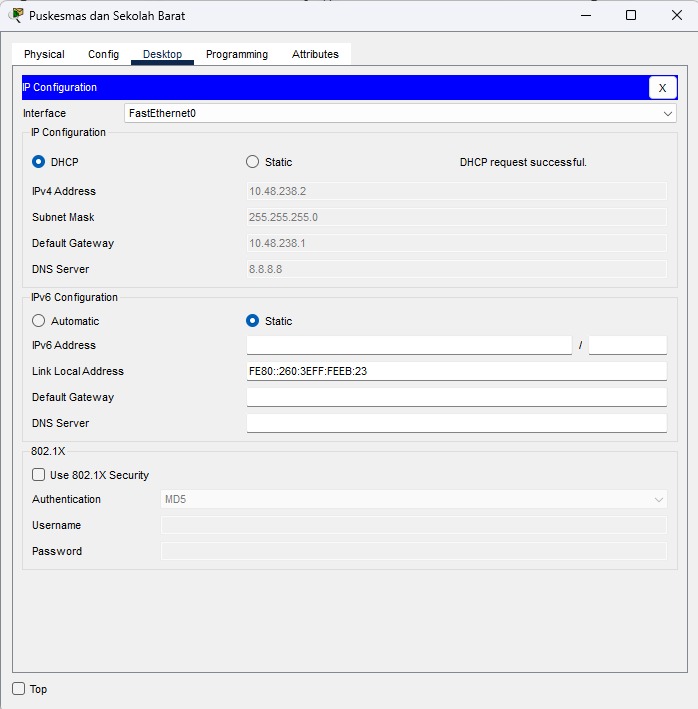 Puskesmas dan Sekolah Barat
Physical Config Desktop Programming Attributes
IP Configuration X
Interface FastEthernet0
IP Configuration
DHCP Static DHCP request successful.
IPv4 Address 10.48.238.2
Subnet Mask 255.255.255.0
Default Gateway 10.48.238.1
DNS Server 8.8.8.8
IPv6 Configuration
Automatic Static
IPv6 Address /
Link Local Address FE80::260:3EFF:FEEB:23
Default Gateway
DNS Server
802.1X
Use 802.1X Security
Authentication MD5
Username
Password
Top